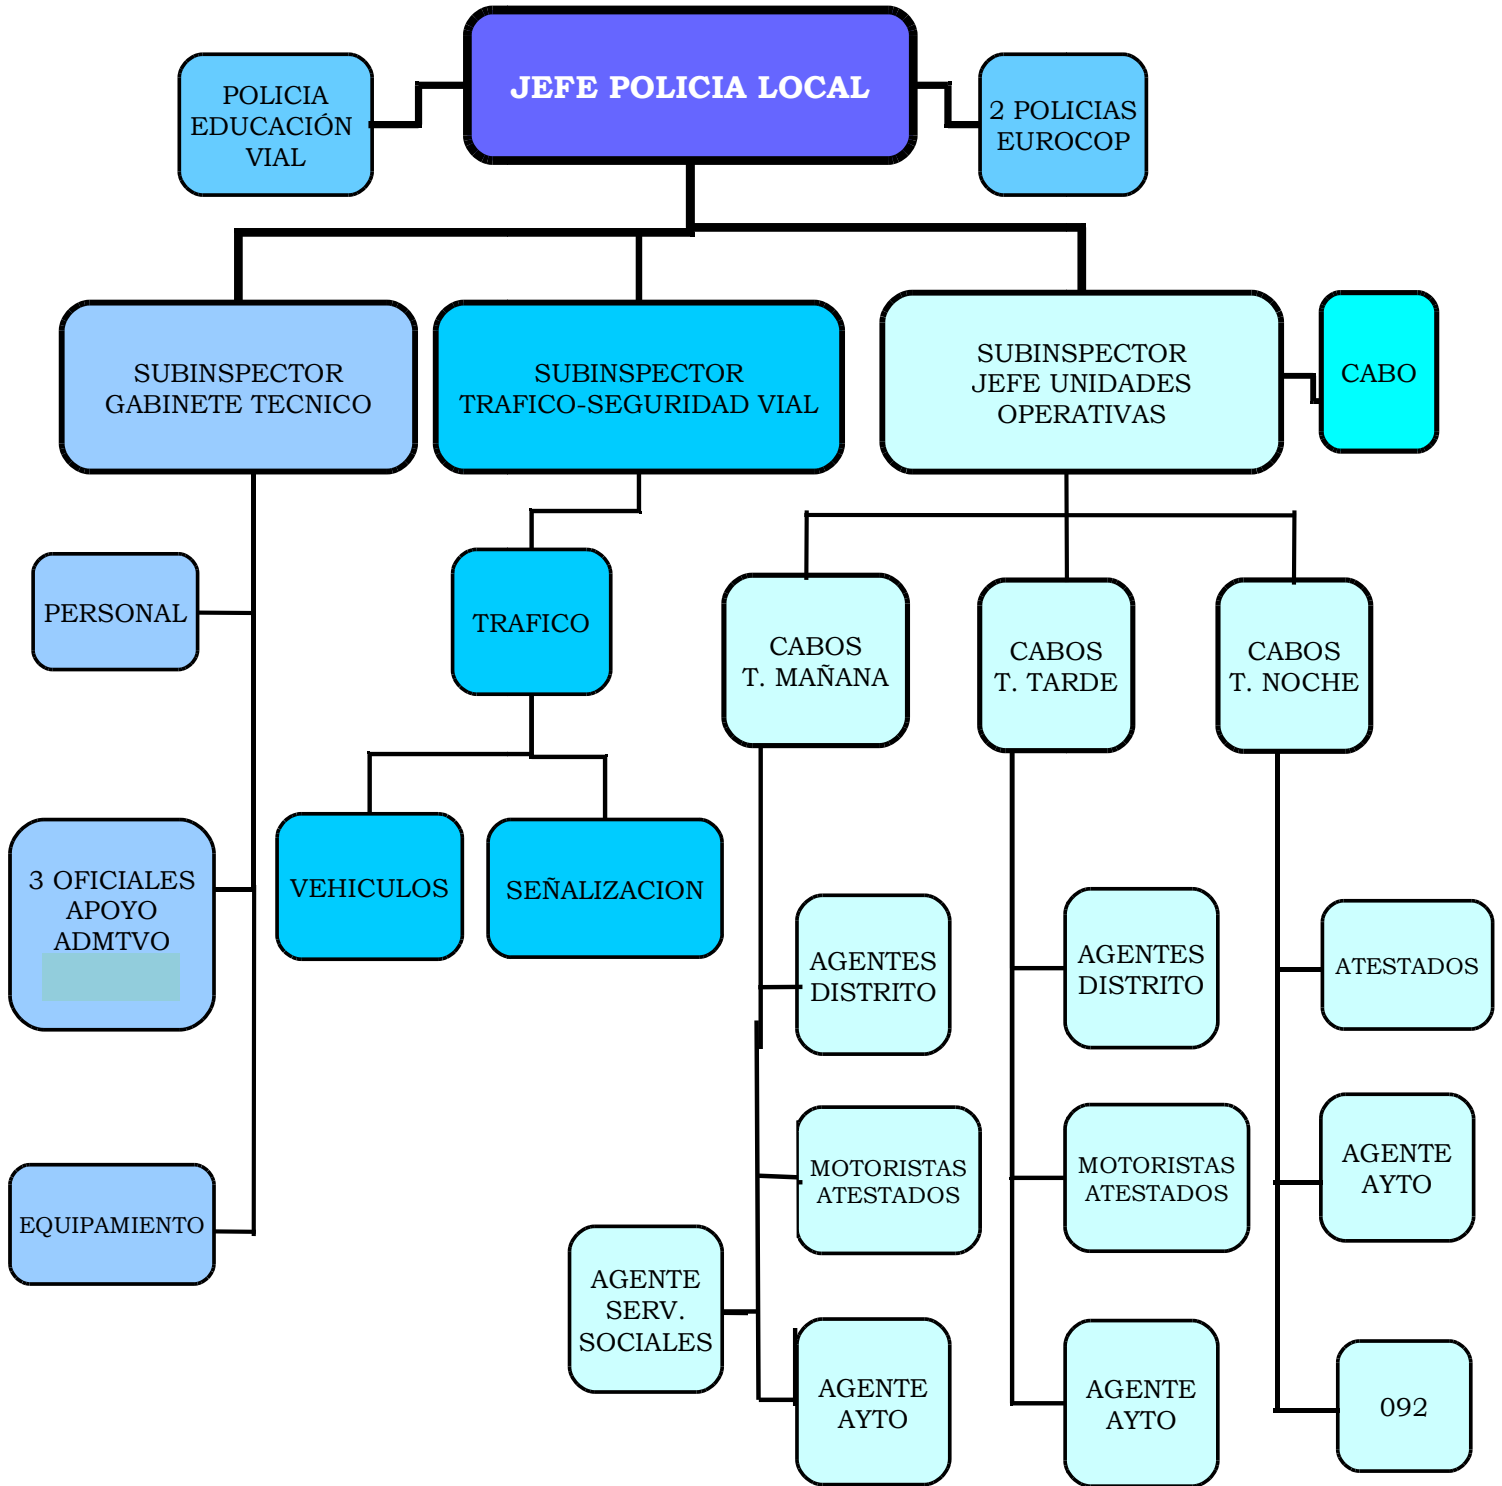 JEFE POLICIA LOCAL
POLICIA
EDUCACIÓN
VIAL
2 POLICIAS
EUROCOP
SUBINSPECTOR
GABINETE TECNICO
SUBINSPECTOR
TRAFICO-SEGURIDAD VIAL
SUBINSPECTOR
JEFE UNIDADES
OPERATIVAS
CABO
PERSONAL
TRAFICO
CABOS
T. MAÑANA
CABOS
T. TARDE
CABOS
T. NOCHE
3 OFICIALES
APOYO
ADMTVO
VEHICULOS
SEÑALIZACION
AGENTES
DISTRITO
AGENTES
DISTRITO
ATESTADOS
MOTORISTAS
ATESTADOS
MOTORISTAS
ATESTADOS
AGENTE
AYTO
EQUIPAMIENTO
AGENTE
SERV.
SOCIALES
AGENTE
AYTO
AGENTE
AYTO
092